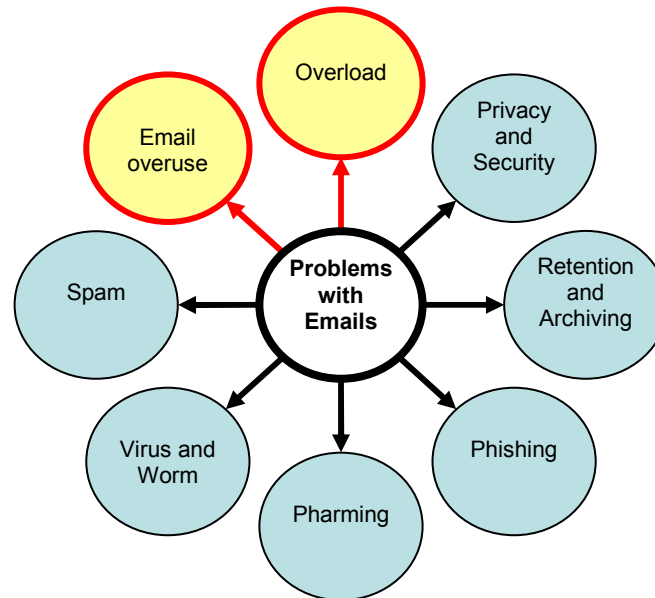 Overload
Privacy
and
Security
Email
overuse
Problems
with
Emails
Spam
Retention
and
Archiving
Virus and
Worm
Phishing
Pharming